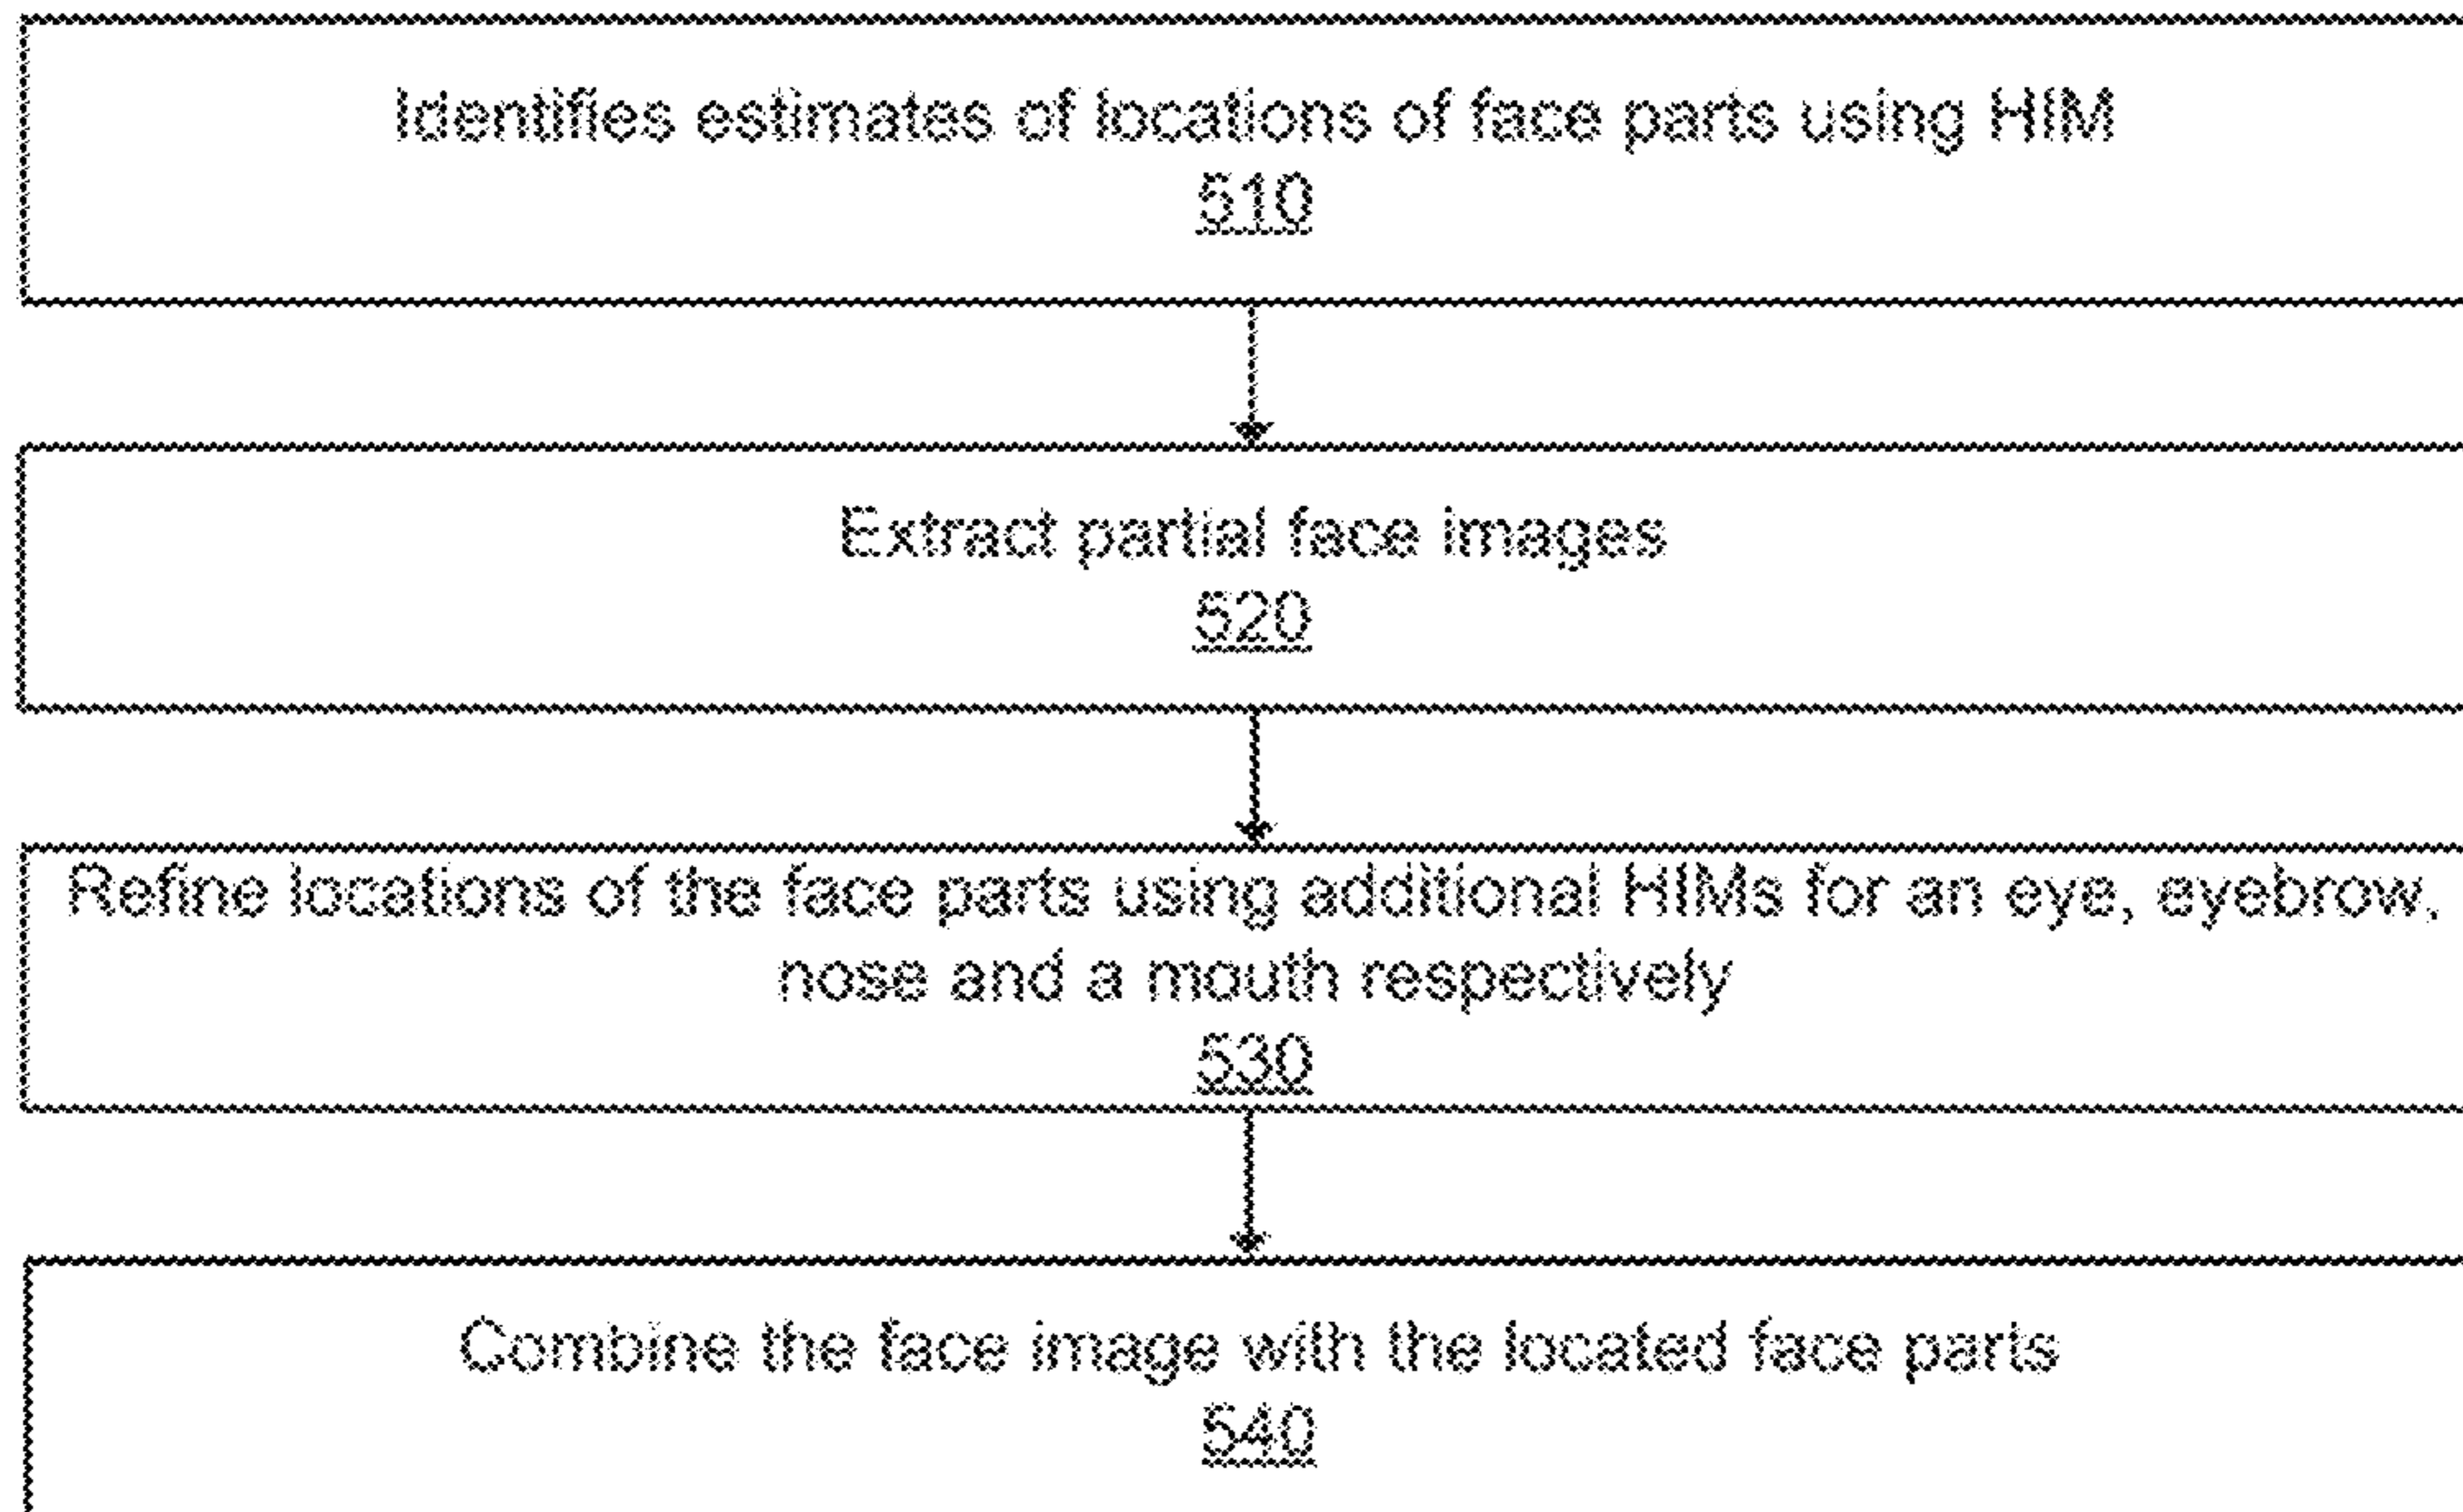 Identifies estimates of locations of face parts using HIM
510
Extract partial face images
520
Refine locations of the face parts using additional HIMs for an eye, eyebrow,
nose and a mouth respectively
530
Combine the face image with the located face parts
540